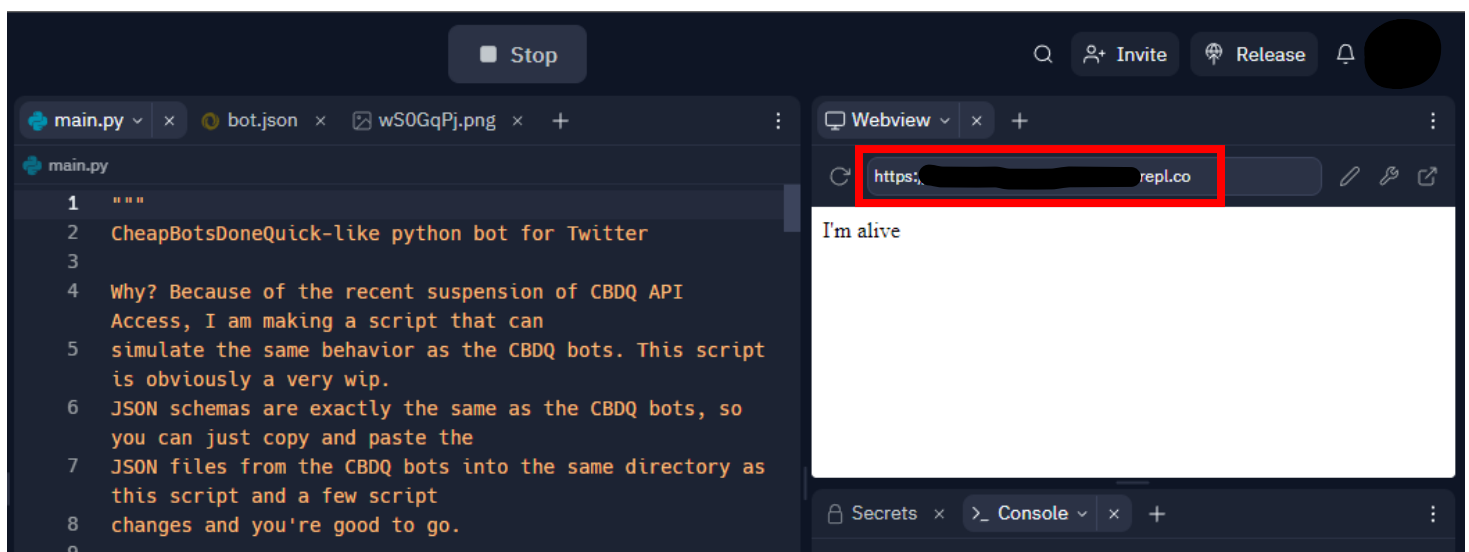 Stop
Invite
Release
main.py
bot.json
wS0GqPj.png
Webview
main.py
https:/ repl.co
1 """
2 CheapBotsDoneQuick-like python bot for Twitter
3
4 Why? Because of the recent suspension of CBDQ API
Access, I am making a script that can
5 simulate the same behavior as the CBDQ bots. This script
is obviously a very wip.
6 JSON schemas are exactly the same as the CBDQ bots, so
you can just copy and paste the
7 JSON files from the CBDQ bots into the same directory as
this script and a few script
8 changes and you're good to go.
I'm alive
Secrets
>_ Console